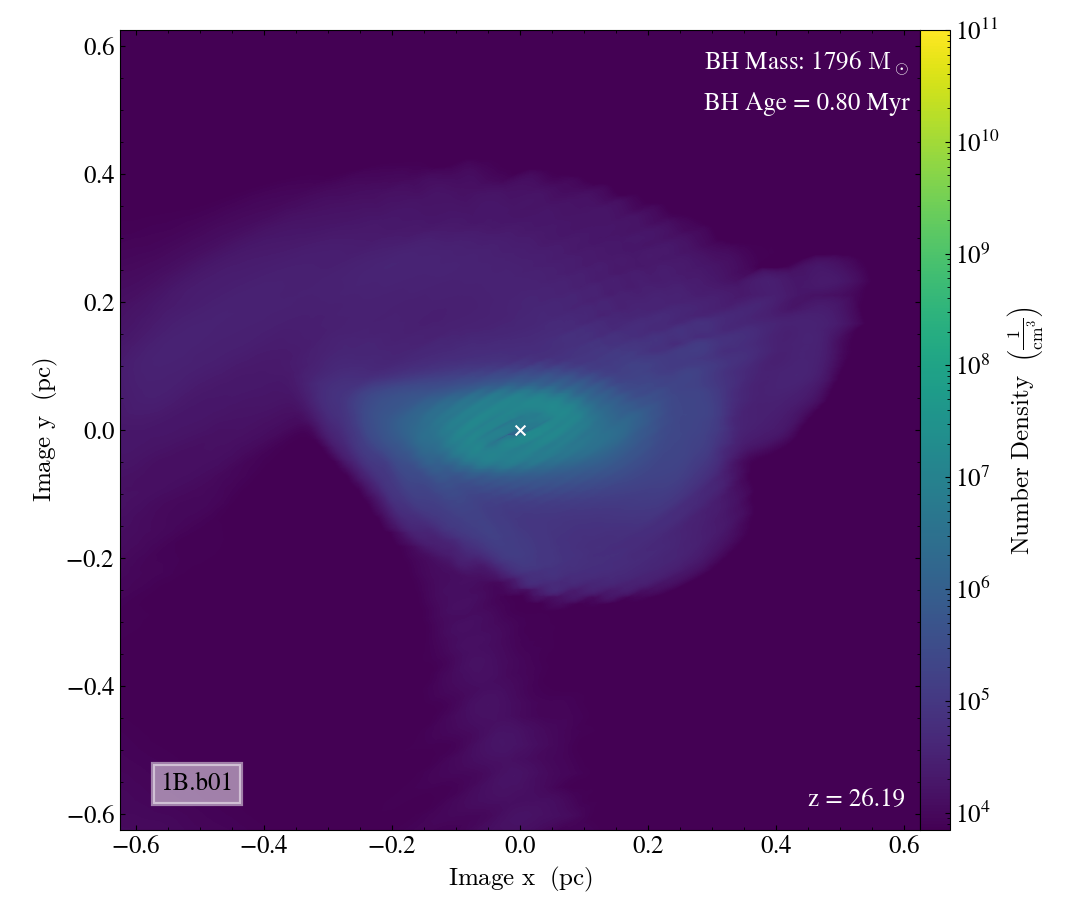 BH Mass: 1796 M⊙
BH Age = 0.80 Myr
1B.b01
z = 26.19
0.6
0.4
0.2
0.0
−0.2
−0.4
−0.6
−0.6 −0.4 −0.2 0.0 0.2 0.4 0.6
Image x (pc)
Image y (pc)
10¹¹
10¹⁰
10⁹
10⁸
10⁷
10⁶
10⁵
10⁴
Number Density (1/cm³)